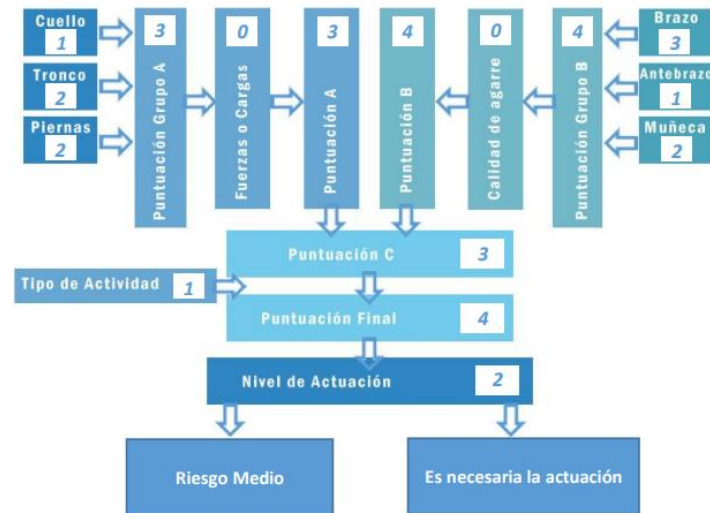 Cuello
1
Tronco
2
Piernas
2
3
Puntuación Grupo A
0
Fuerzas o Cargas
3
Puntuación A
4
Puntuación B
0
Calidad de agarre
4
Puntuación Grupo B
Brazo
3
Antebrazo
1
Muñeca
2
Puntuación C 3
Tipo de Actividad 1
Puntuación Final 4
Nivel de Actuación 2
Riesgo Medio
Es necesaria la actuación